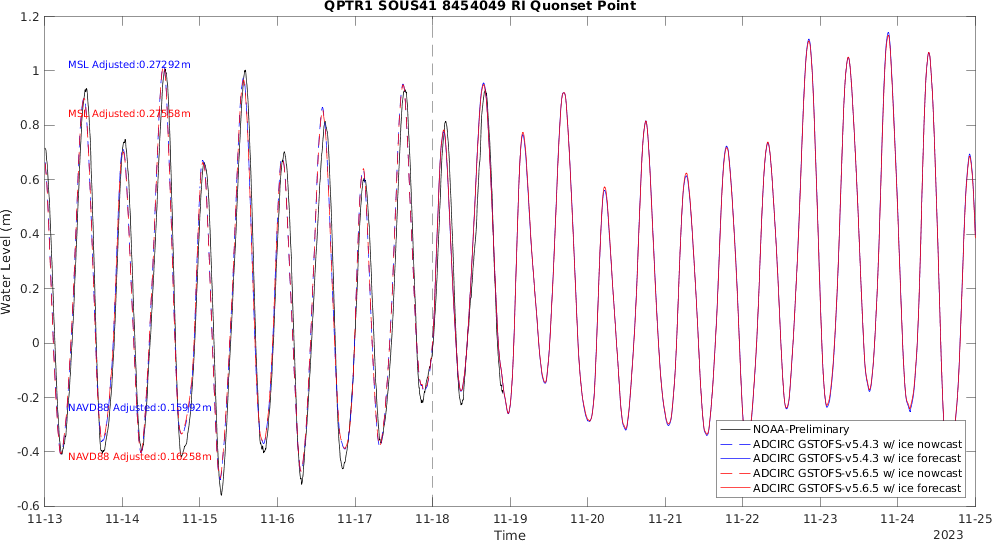 QPTR1 SOUS41 8454049 RI Quonset Point
1.2
1
0.8
0.6
0.4
0.2
0
-0.2
-0.4
-0.6
Water Level (m)
MSL Adjusted:0.27292m
MSL Adjusted:0.27558m
NAVD88 Adjusted:0.15992m
NAVD88 Adjusted:0.16258m
NOAA-Preliminary
ADCIRC GSTOFS-v5.4.3 w/ ice nowcast
ADCIRC GSTOFS-v5.4.3 w/ ice forecast
ADCIRC GSTOFS-v5.6.5 w/ ice nowcast
ADCIRC GSTOFS-v5.6.5 w/ ice forecast
11-13 11-14 11-15 11-16 11-17 11-18 11-19 11-20 11-21 11-22 11-23 11-24 11-25
Time
2023